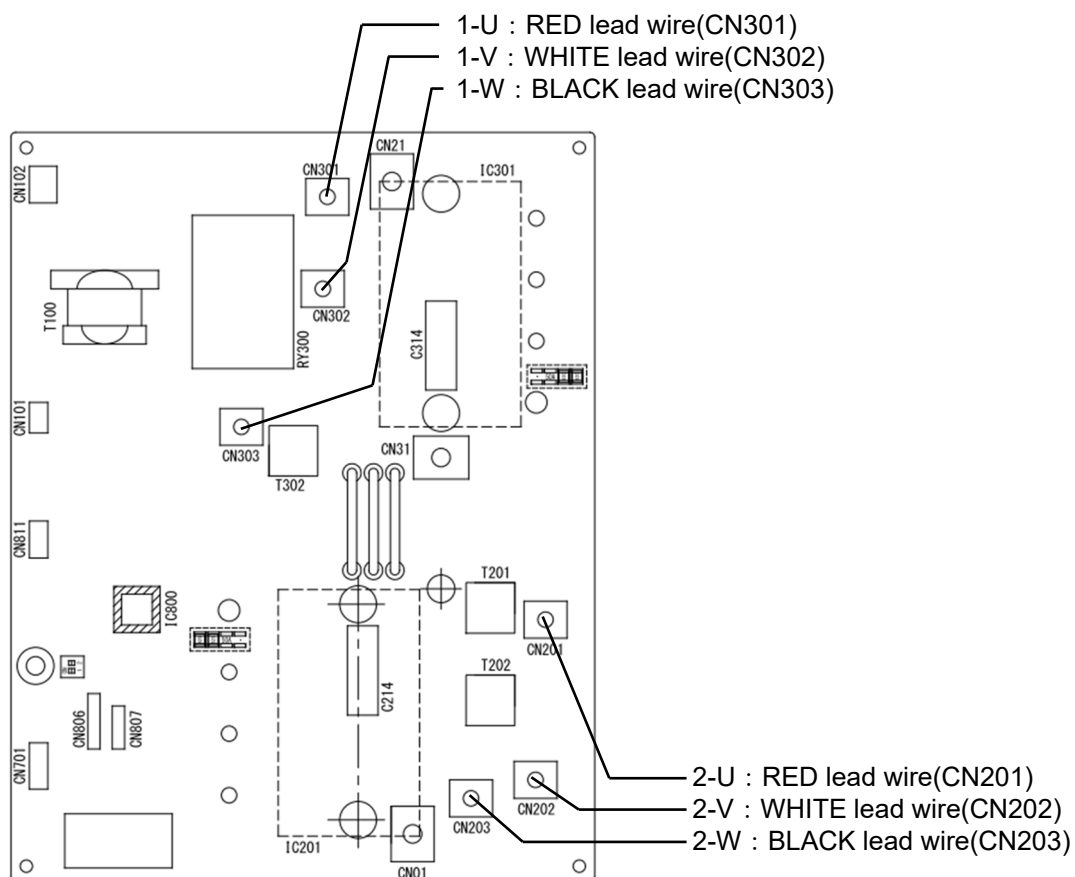 1-U：RED lead wire(CN301)
1-V：WHITE lead wire(CN302)
1-W：BLACK lead wire(CN303)
CN21
CN102
CN301
IC301
T100
CN302
RY300
C314
CN101
CN303
CN31
T302
CN811
T201
IC800
CN201
T202
C214
CN806
CN807
CN701
CN202
CN203
IC201
CN01
2-U：RED lead wire(CN201)
2-V：WHITE lead wire(CN202)
2-W：BLACK lead wire(CN203)